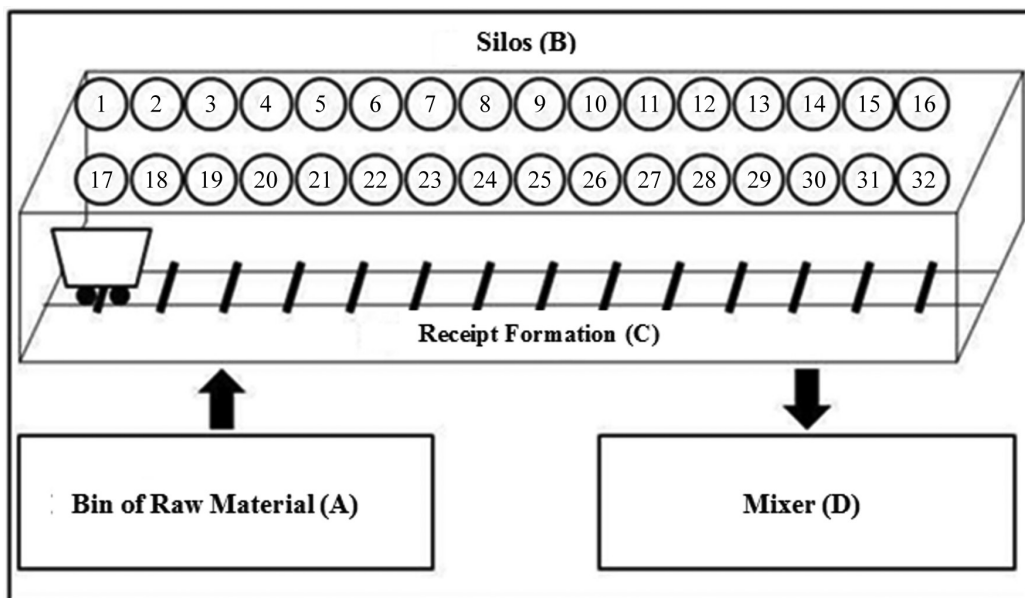 Silos (B)
1 2 3 4 5 6 7 8 9 10 11 12 13 14 15 16
17 18 19 20 21 22 23 24 25 26 27 28 29 30 31 32
Receipt Formation (C)
Bin of Raw Material (A)
Mixer (D)